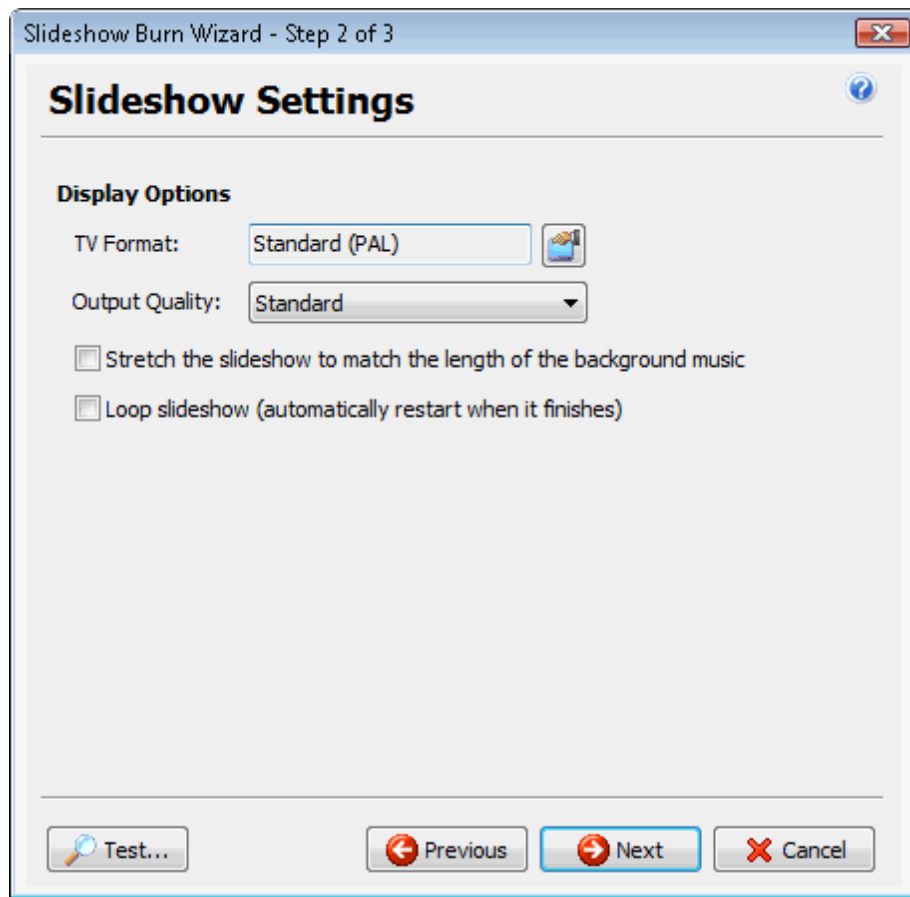 Slideshow Burn Wizard - Step 2 of 3
Slideshow Settings
Display Options
TV Format: Standard (PAL)
Output Quality: Standard
Stretch the slideshow to match the length of the background music
Loop slideshow (automatically restart when it finishes)
Test... Previous Next Cancel